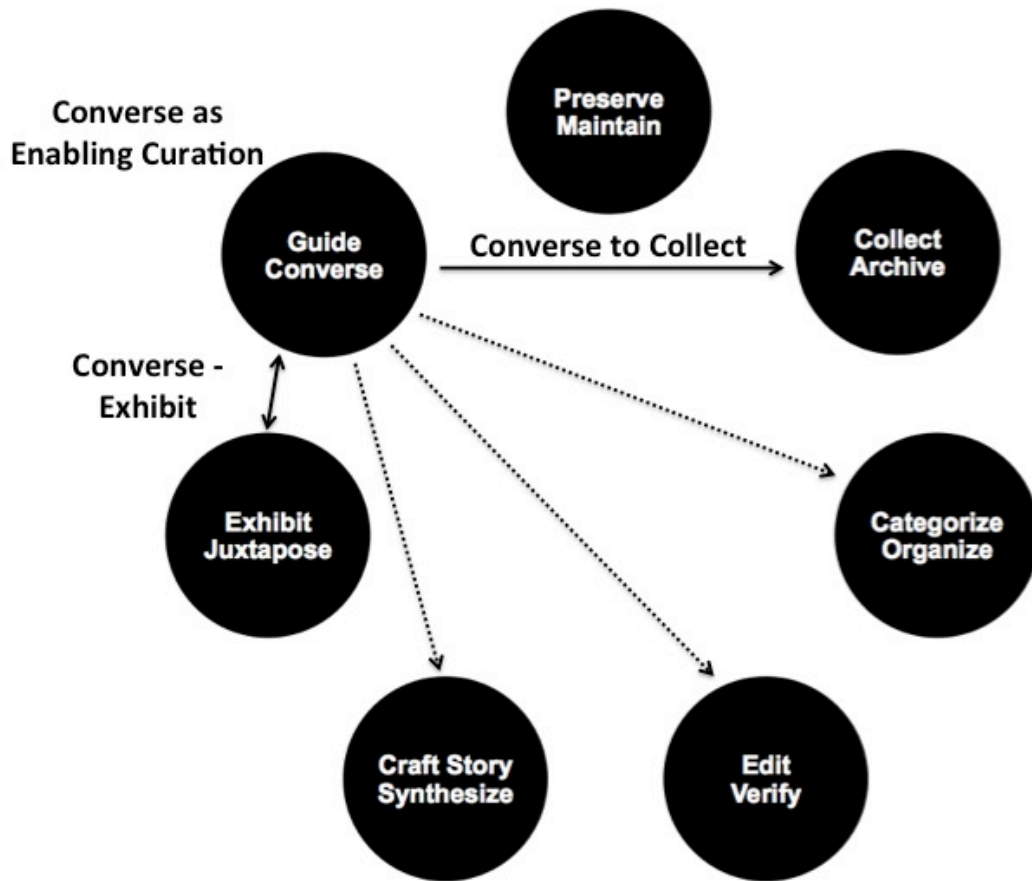 Preserve
Maintain
Converse as
Enabling Curation
Guide
Converse
Converse to Collect
Collect
Archive
Converse -
Exhibit
Exhibit
Juxtapose
Categorize
Organize
Craft Story
Synthesize
Edit
Verify